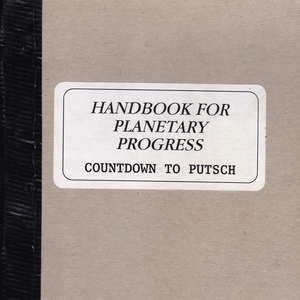 HANDBOOK FOR
PLANETARY
PROGRESS
COUNTDOWN TO PUTSCH